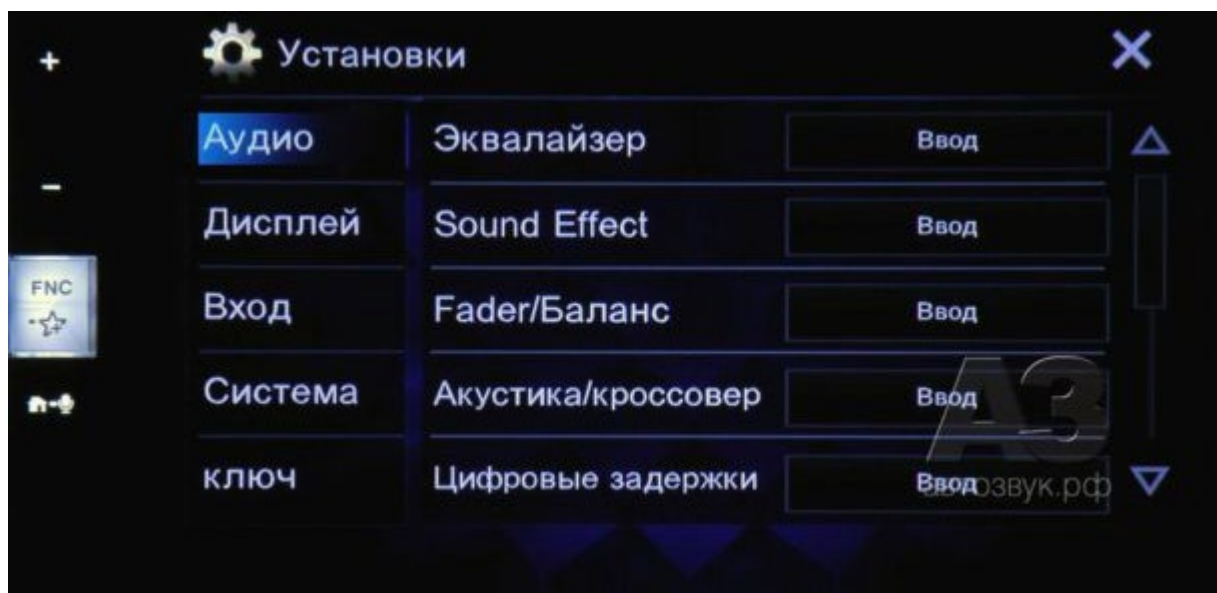 +
Установки
Аудио
Эквалайзер
Ввод
-
Дисплей
Sound Effect
Ввод
FNC
Вход
Fader/Баланс
Ввод
Система
Акустика/кроссовер
Ввод
АЗ
ключ
Цифровые задержки
Ввод
автозвук.рф